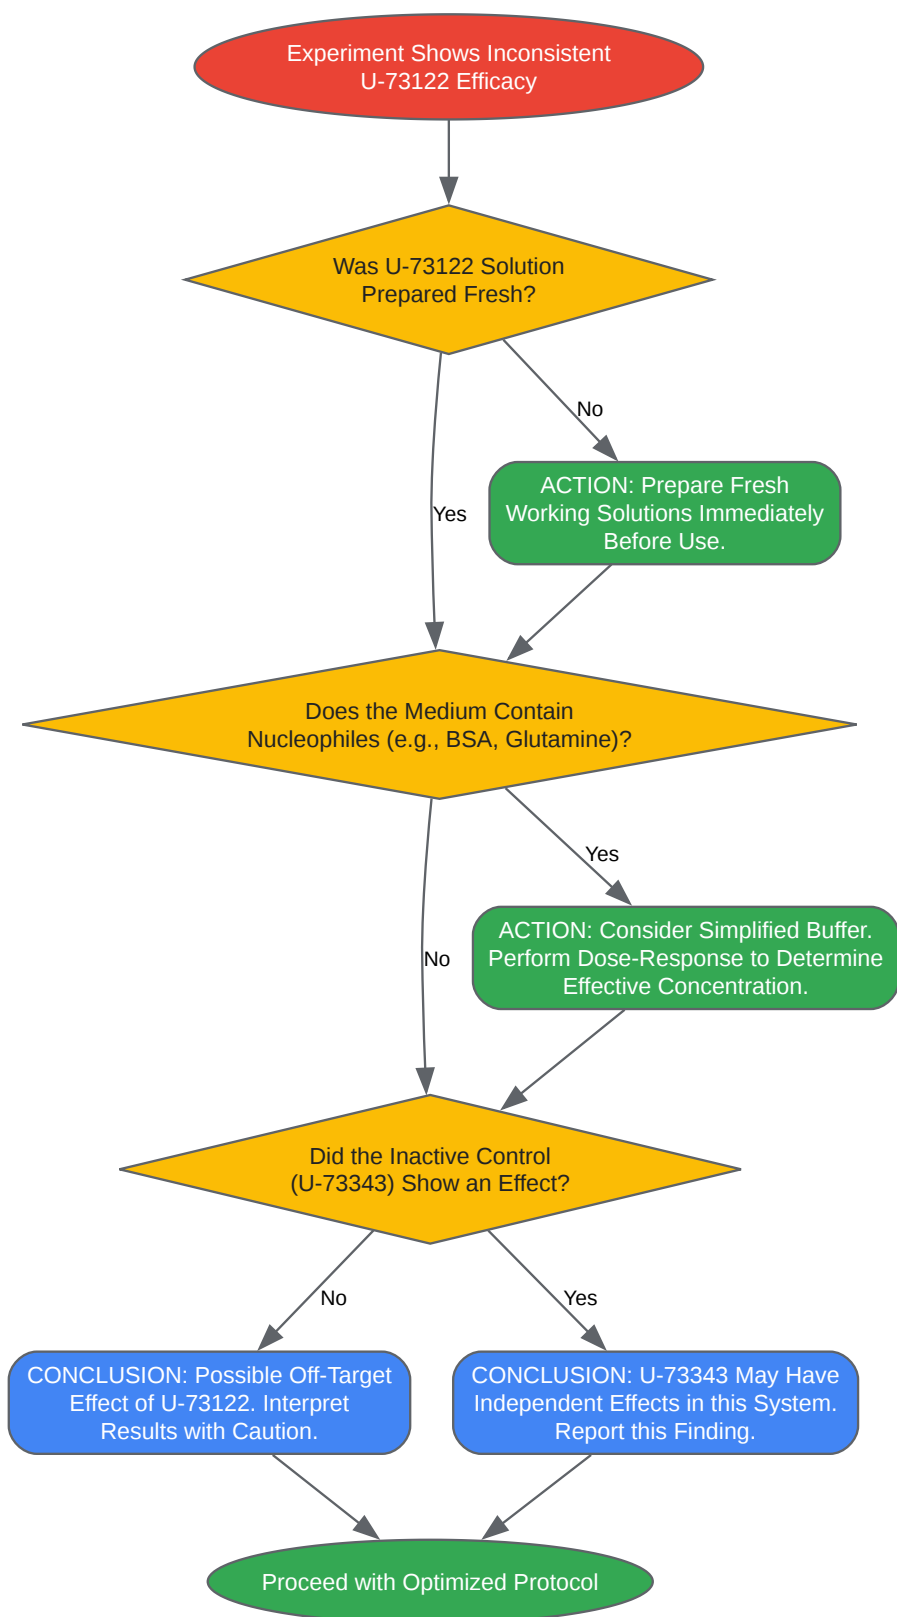 Experiment Shows Inconsistent
U-73122 Efficacy
Was U-73122 Solution
Prepared Fresh?
No
ACTION: Prepare Fresh
Working Solutions Immediately
Before Use.
Yes
Does the Medium Contain
Nucleophiles (e.g., BSA, Glutamine)?
Yes
ACTION: Consider Simplified Buffer.
Perform Dose-Response to Determine
Effective Concentration.
No
Did the Inactive Control
(U-73343) Show an Effect?
No
Yes
CONCLUSION: Possible Off-Target
Effect of U-73122. Interpret
Results with Caution.
CONCLUSION: U-73343 May Have
Independent Effects in this System.
Report this Finding.
Proceed with Optimized Protocol